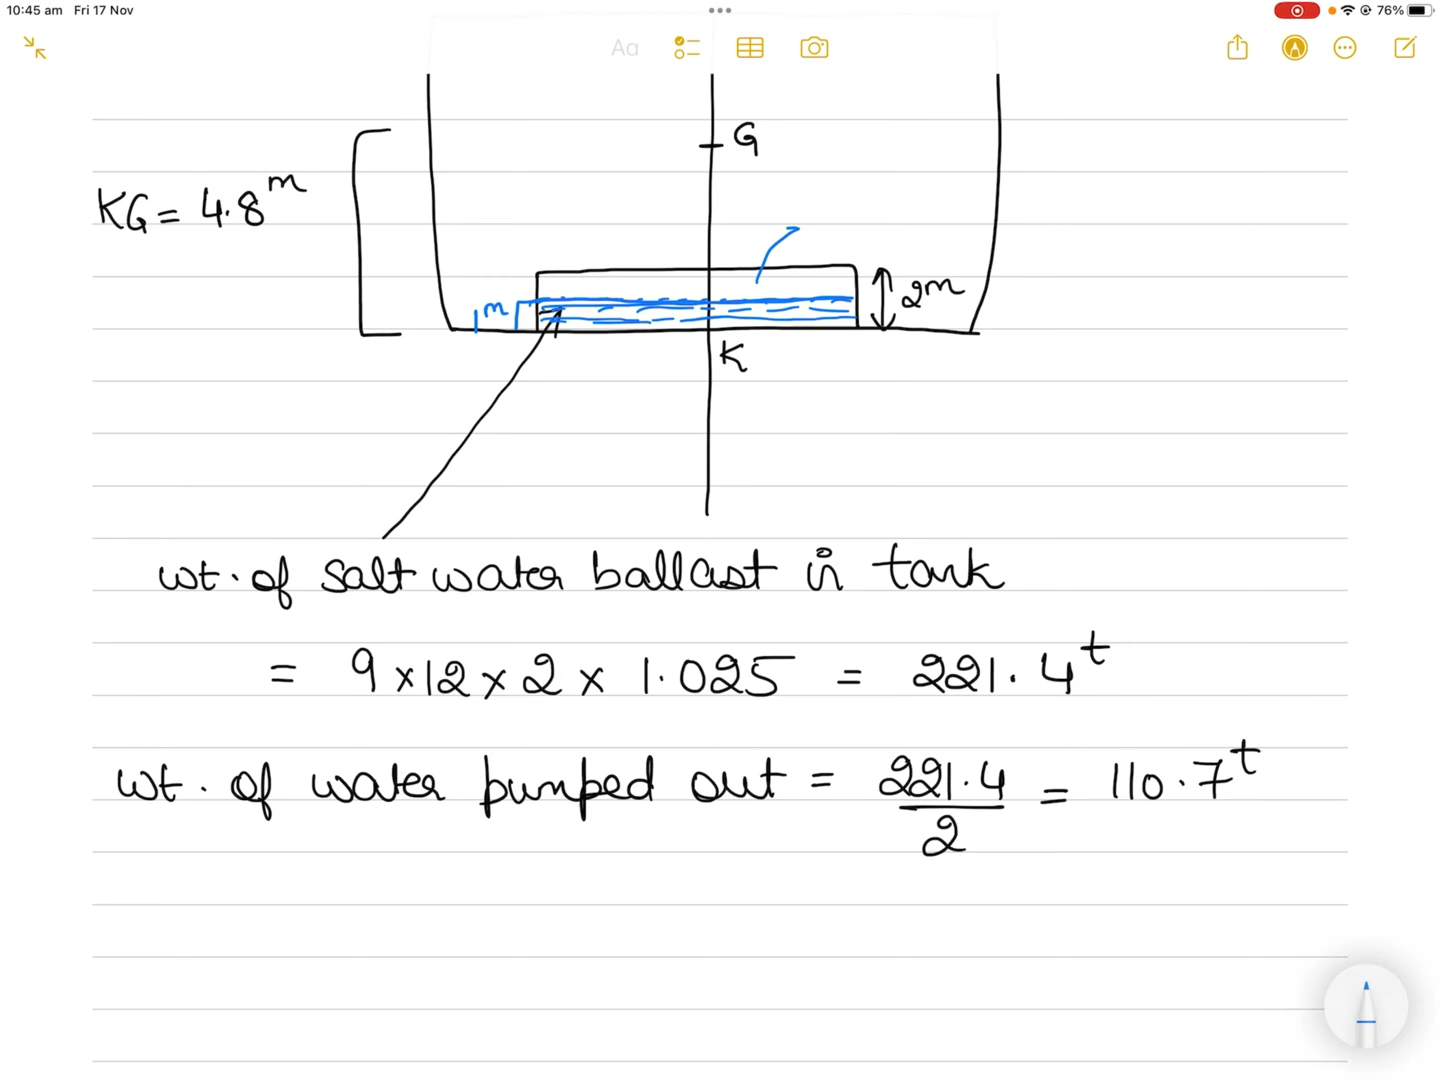 10:45 am Fri 17 Nov
76%
Aa
G
KG = 4.8m
2m
1m
K
wt. of salt water ballast in tank
= 9 x 12 x 2 x 1.025 = 221.4t
wt. of water pumped out = 221.4/2 = 110.7t